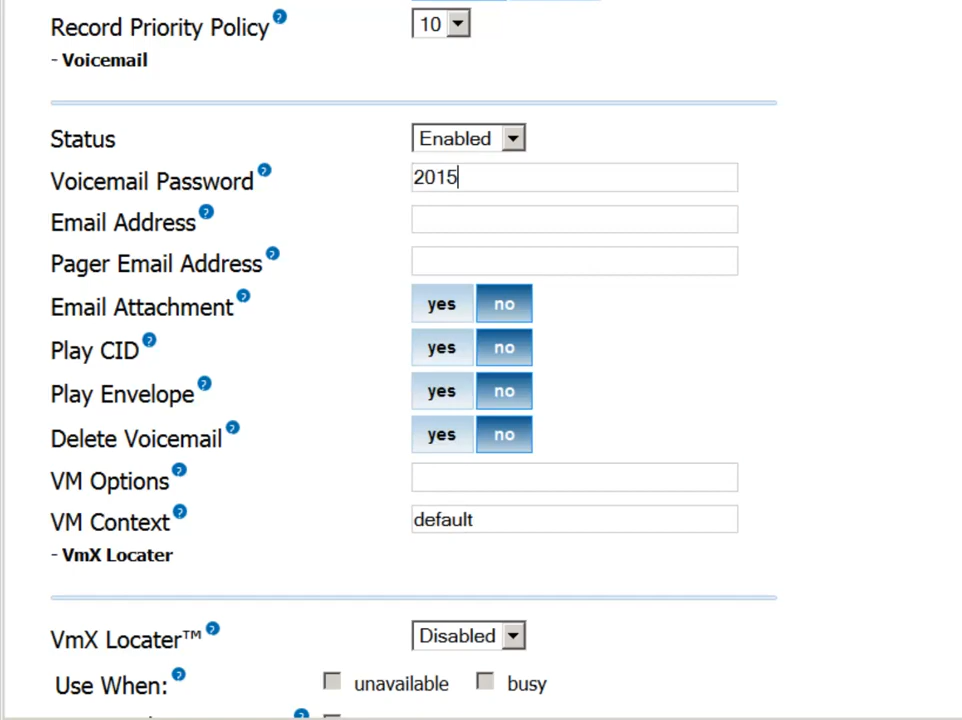 Record Priority Policy ? 10
- Voicemail
Status Enabled
Voicemail Password ? 2015
Email Address ?
Pager Email Address ?
Email Attachment ? yes no
Play CID ? yes no
Play Envelope ? yes no
Delete Voicemail ? yes no
VM Options ?
VM Context ? default
- VmX Locater
VmX Locater™ ? Disabled
Use When: ? unavailable busy